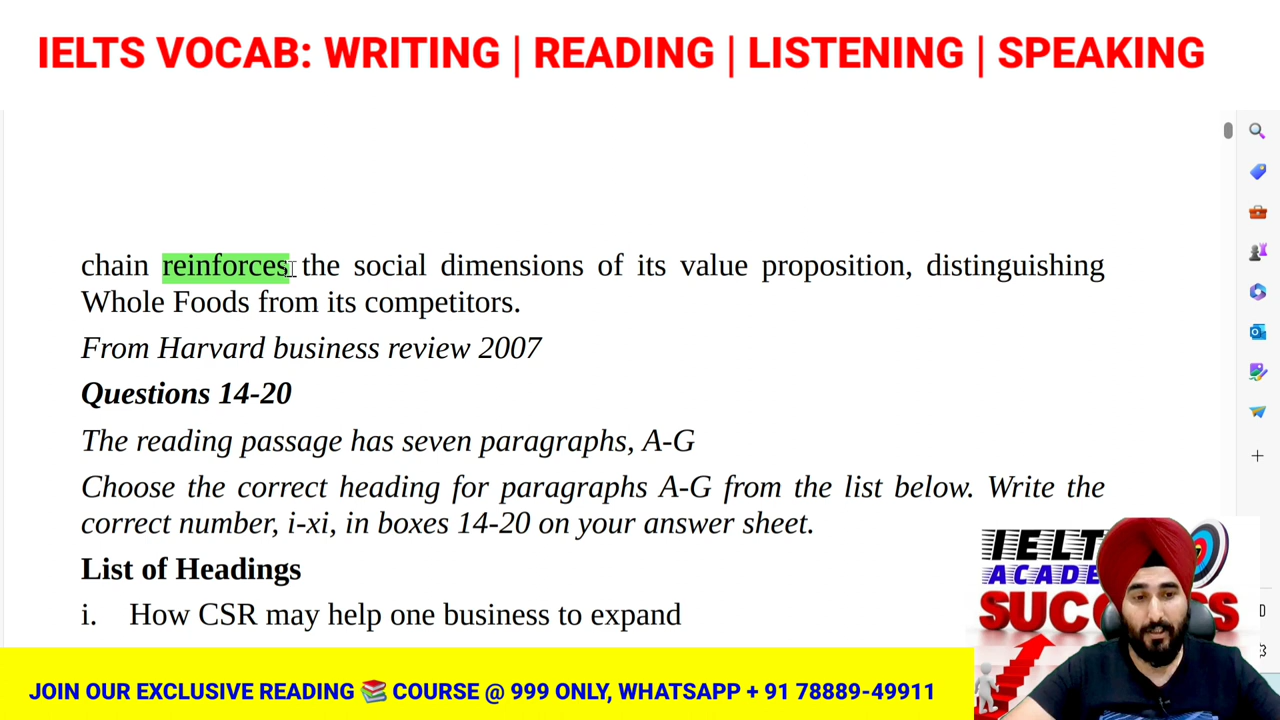 IELTS VOCAB: WRITING | READING | LISTENING | SPEAKING
chain reinforces the social dimensions of its value proposition, distinguishing
Whole Foods from its competitors.
From Harvard business review 2007
Questions 14-20
The reading passage has seven paragraphs, A-G
Choose the correct heading for paragraphs A-G from the list below. Write the
correct number, i-xi, in boxes 14-20 on your answer sheet.
List of Headings
i. How CSR may help one business to expand
IELT
ACADE
SUCCESS
JOIN OUR EXCLUSIVE READING 📚 COURSE @ 999 ONLY, WHATSAPP + 91 78889-49911